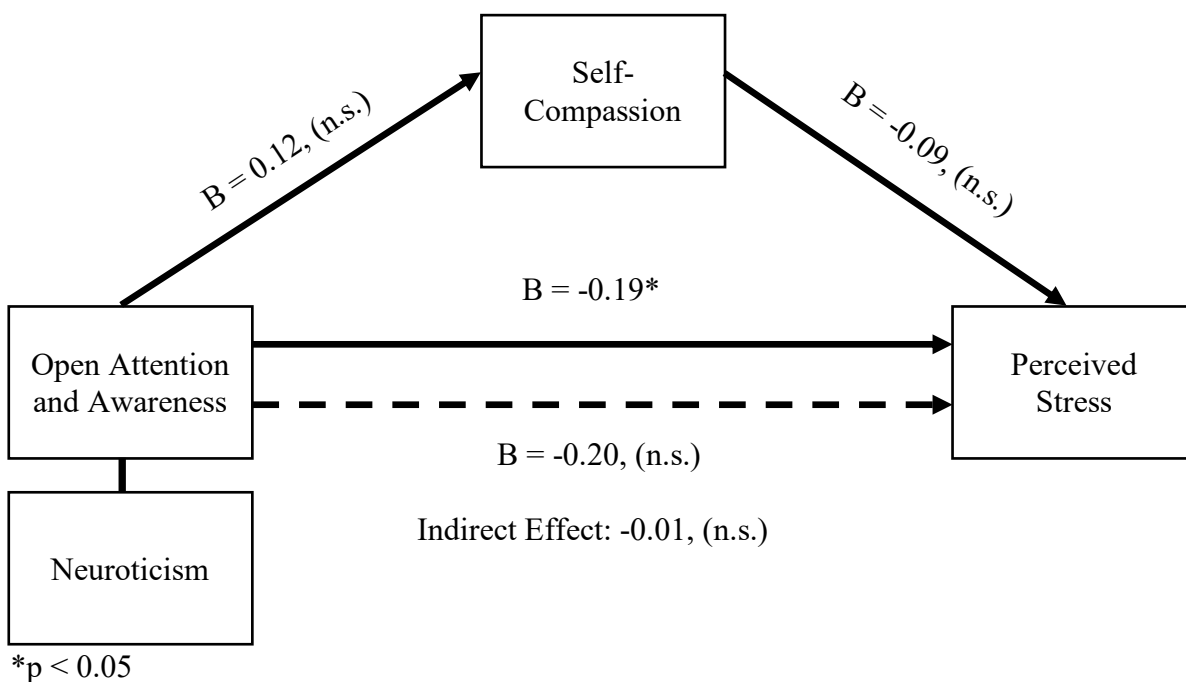 Self-
Compassion
B = 0.12, (n.s.)
B = -0.09, (n.s.)
B = -0.19*
Open Attention
and Awareness
Perceived
Stress
B = -0.20, (n.s.)
Indirect Effect: -0.01, (n.s.)
Neuroticism
*p < 0.05